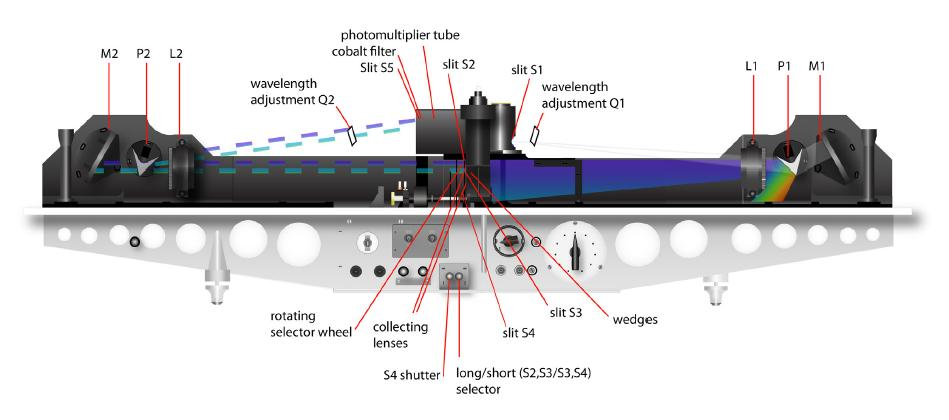 photomultiplier tube
cobalt filter
Slit S5
slit S2
slit S1
M2
P2
L2
wavelength
adjustment Q2
wavelength
adjustment Q1
L1
P1
M1
rotating
selector wheel
collecting
lenses
slit S4
slit S3
wedges
S4 shutter
long/short (S2,S3/S3,S4)
selector